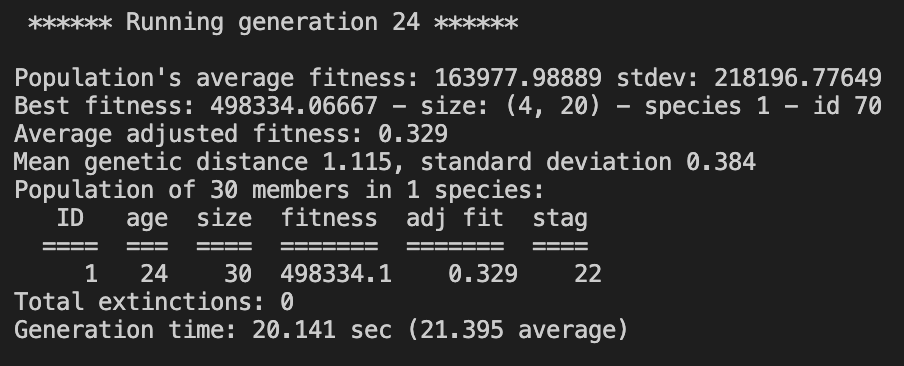 ****** Running generation 24 ******
Population's average fitness: 163977.98889 stdev: 218196.77649
Best fitness: 498334.06667 - size: (4, 20) - species 1 - id 70
Average adjusted fitness: 0.329
Mean genetic distance 1.115, standard deviation 0.384
Population of 30 members in 1 species:
   ID   age  size   fitness   adj fit  stag
  ====  ===  ====  =========  =======  ====
     1   24    30   498334.1    0.329    22
Total extinctions: 0
Generation time: 20.141 sec (21.395 average)